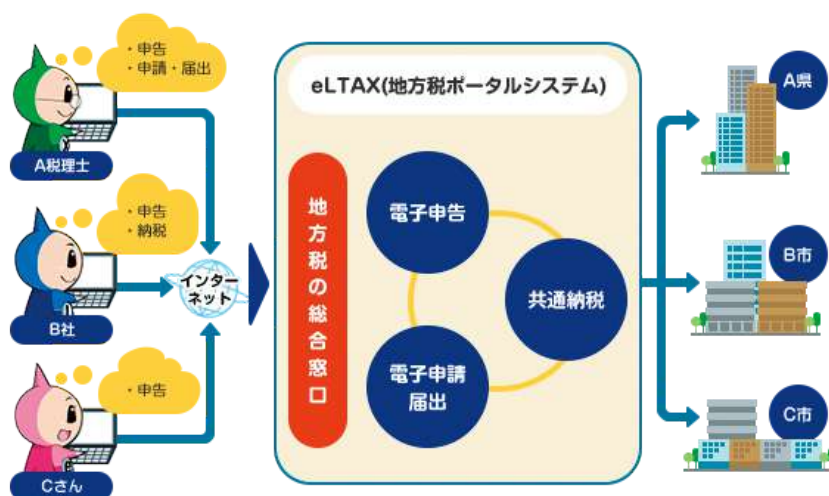 ・申告
・申請・届出
A税理士
・申告
・納税
B社
・申告
Cさん
インター
ネット
eLTAX(地方税ポータルシステム)
地方税の総合窓口
電子申告
共通納税
電子申請
届出
A県
B市
C市